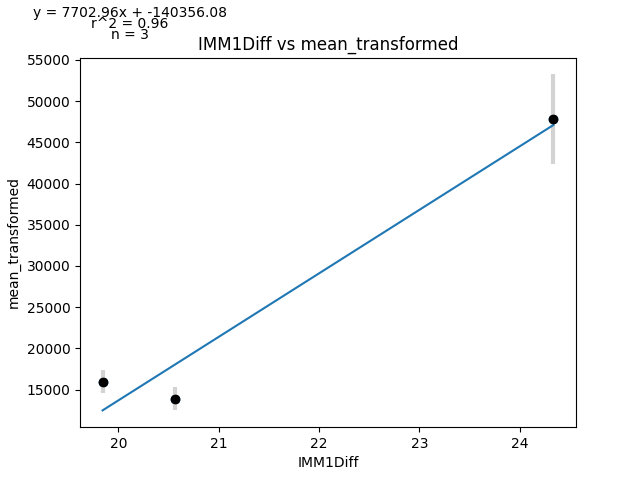 y = 7702.96x + -140356.08
r^2 = 0.96
n = 3
IMM1Diff vs mean_transformed
55000
50000
45000
40000
35000
30000
25000
20000
15000
mean_transformed
20 21 22 23 24
IMM1Diff